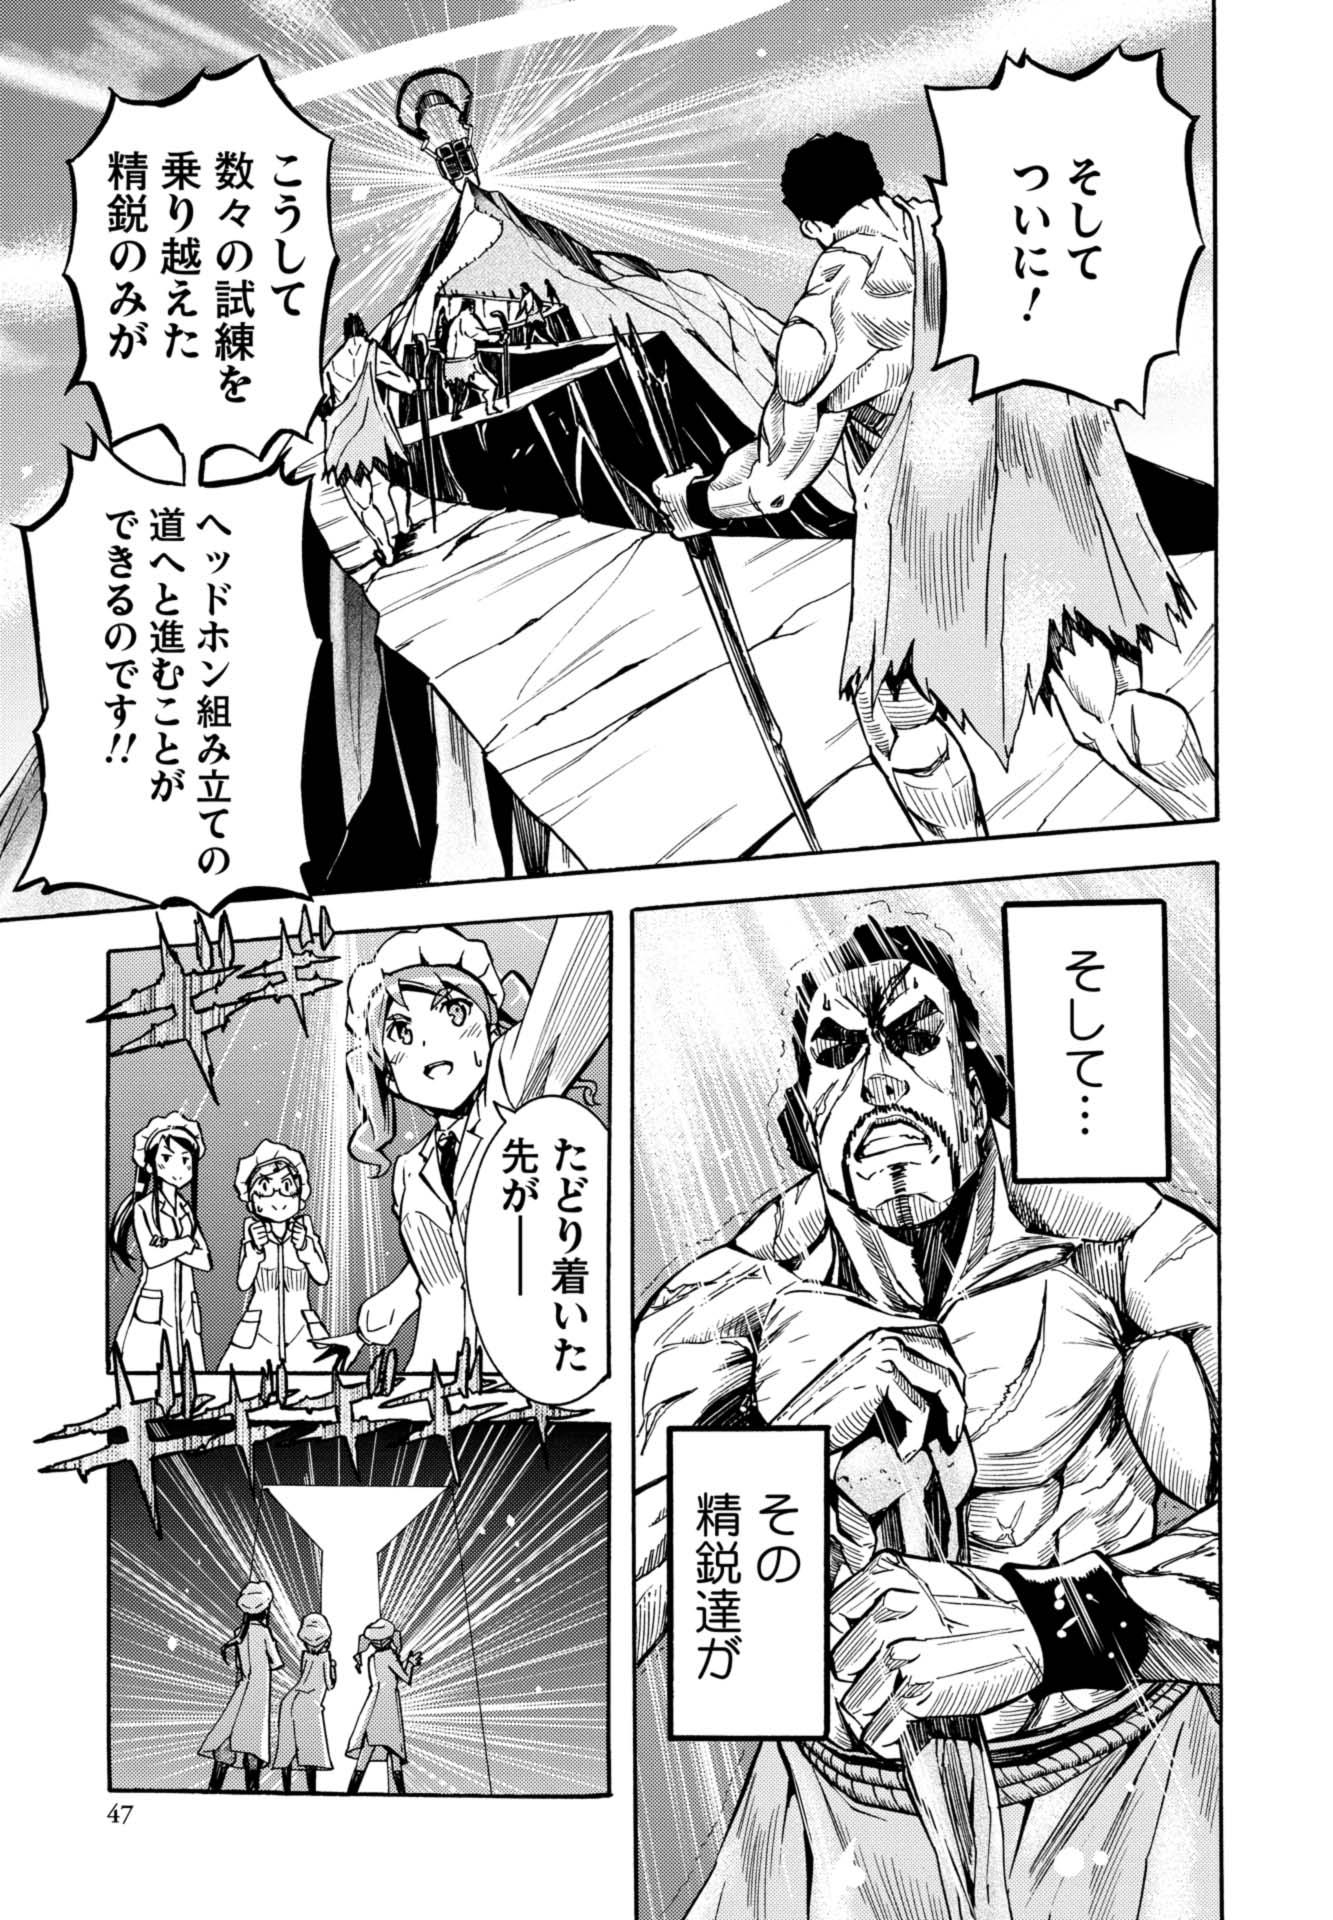 そして
ついに!
こうして
数々の試練を
乗り越えた
精鋭のみが
ヘッドホン組み立ての
道へと進むことが
できるのです!!
そして…
その
精鋭達が
たどり着いた
先が――
47